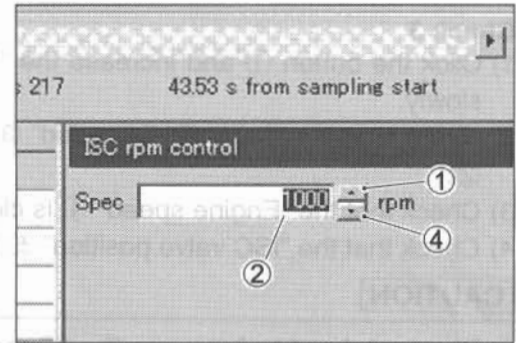 s 217 43.53 s from sampling start
ISC rpm control
①
Spec 1000 rpm
② ④